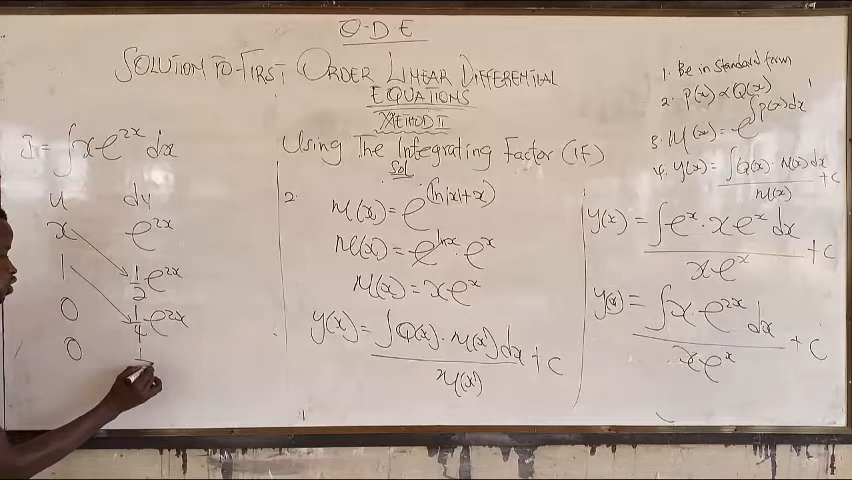 O.D.E
SOLUTION TO FIRST ORDER LINEAR DIFFERENTIAL
EQUATIONS
METHOD II
Using The Integrating Factor (IF)
I = ∫xe^{2x} dx
u dv
x e^{2x}
1 1/2 e^{2x}
0 1/4 e^{2x}
0
Sol
2.
μ(x) = e^{(ln|x|+x)}
μ(x) = e^{lnx} · e^x
μ(x) = xe^x
y(x) = ∫Q(x) · μ(x) dx / μ(x) + C
1. Be in Standard form
2. P(x) & Q(x)
3. μ(x) = e^{∫p(x)dx}
4. y(x) = ∫Q(x) · μ(x) dx / μ(x) + C
y(x) = ∫e^x · xe^x dx / xe^x + C
y(x) = ∫x · e^{2x} dx / xe^x + C